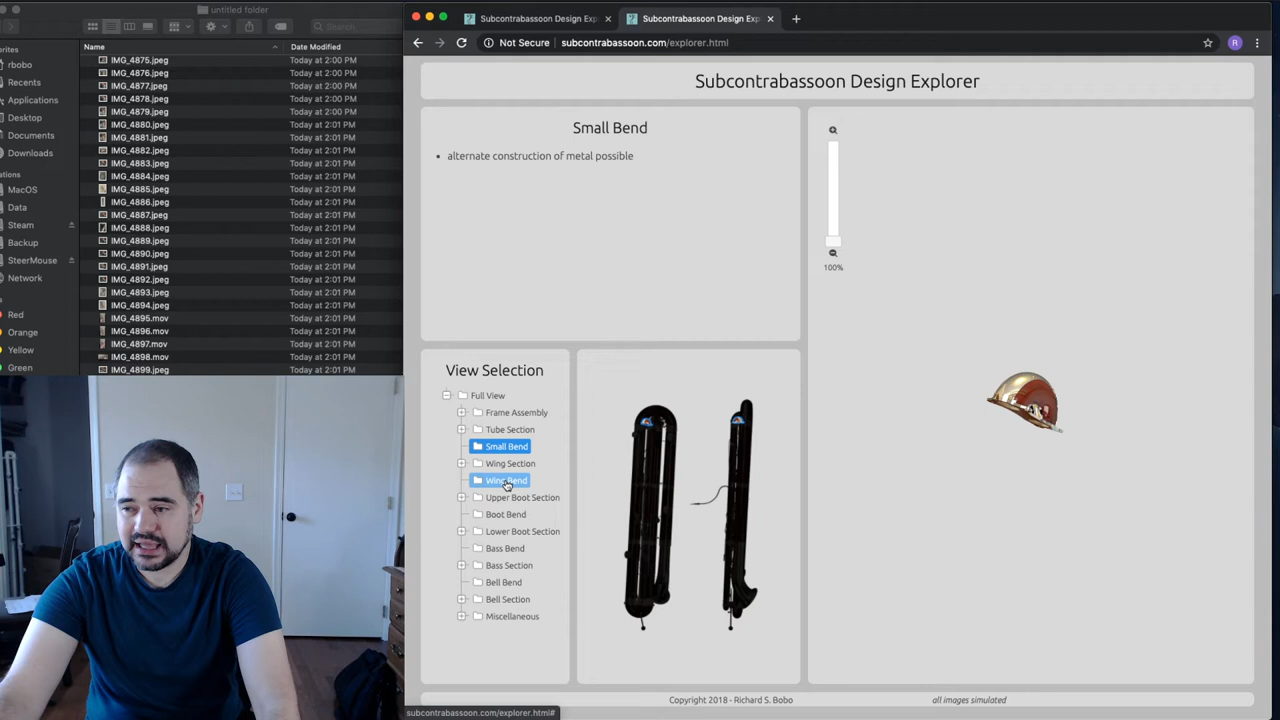 untitled folder
Search
Name
Date Modified
IMG_4875.jpeg Today at 2:00 PM
IMG_4876.jpeg Today at 2:00 PM
IMG_4877.jpeg Today at 2:00 PM
IMG_4878.jpeg Today at 2:00 PM
IMG_4879.jpeg Today at 2:00 PM
IMG_4880.jpeg Today at 2:01 PM
IMG_4881.jpeg Today at 2:01 PM
IMG_4882.jpeg Today at 2:01 PM
IMG_4883.jpeg Today at 2:01 PM
IMG_4884.jpeg Today at 2:01 PM
IMG_4885.jpeg Today at 2:01 PM
IMG_4886.jpeg Today at 2:01 PM
IMG_4887.jpeg Today at 2:01 PM
IMG_4888.jpeg Today at 2:01 PM
IMG_4889.jpeg Today at 2:01 PM
IMG_4890.jpeg Today at 2:01 PM
IMG_4891.jpeg Today at 2:01 PM
IMG_4892.jpeg Today at 2:01 PM
IMG_4893.jpeg Today at 2:01 PM
IMG_4894.jpeg Today at 2:01 PM
IMG_4895.mov Today at 2:01 PM
IMG_4896.mov Today at 2:01 PM
IMG_4897.mov Today at 2:01 PM
IMG_4898.mov Today at 2:01 PM
IMG_4899.jpeg Today at 2:01 PM
orites
rbobo
Recents
Applications
Desktop
Documents
Downloads
ations
MacOS
Data
Steam
Backup
SteerMouse
Network
s
Red
Orange
Yellow
Green
Subcontrabassoon Design Exp
Subcontrabassoon Design Exp
Not Secure
subcontrabassoon.com/explorer.html
R
Subcontrabassoon Design Explorer
Small Bend
• alternate construction of metal possible
100%
View Selection
Full View
Frame Assembly
Tube Section
Small Bend
Wing Section
Wing Bend
Upper Boot Section
Boot Bend
Lower Boot Section
Bass Bend
Bass Section
Bell Bend
Bell Section
Miscellaneous
Copyright 2018 - Richard S. Bobo
all images simulated
subcontrabassoon.com/explorer.html#